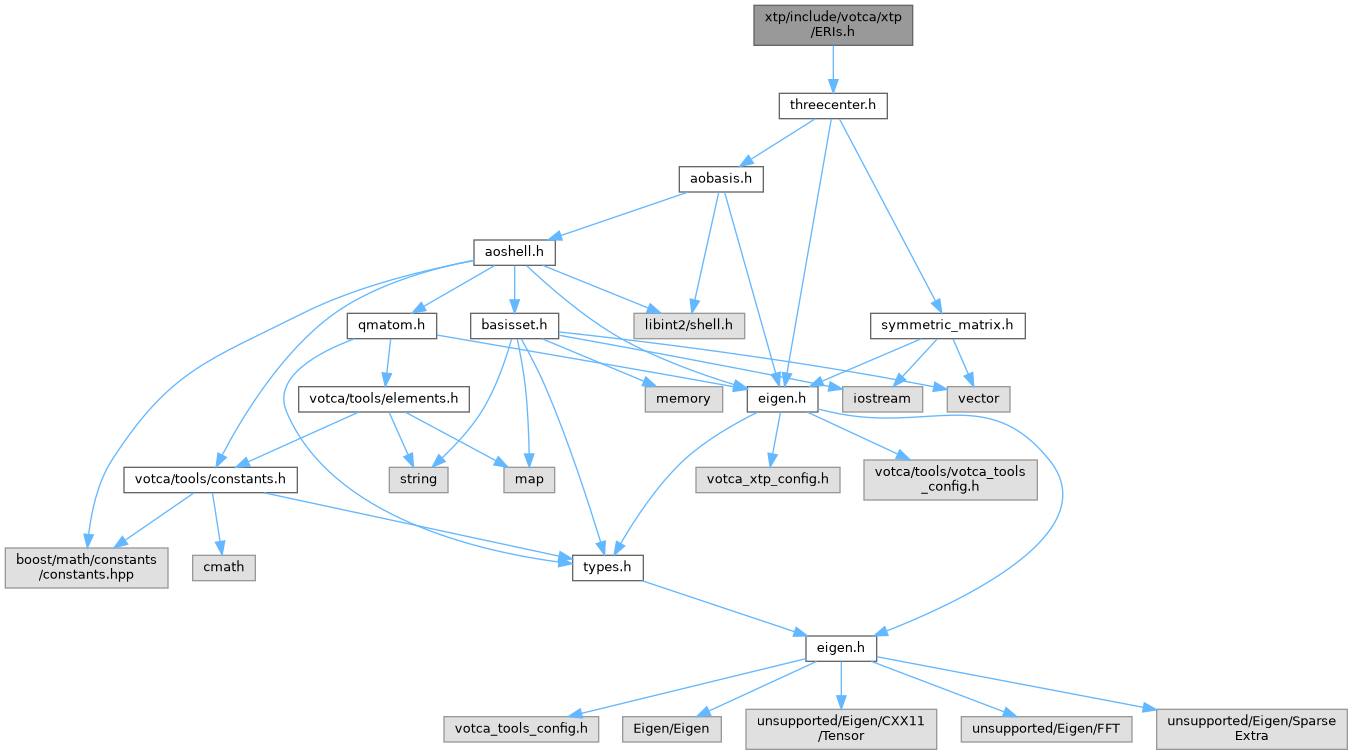 xtp/include/votca/xtp
/ERIs.h
threecenter.h
aobasis.h
aoshell.h
qmatom.h
basisset.h
libint2/shell.h
symmetric_matrix.h
votca/tools/elements.h
memory
eigen.h
iostream
vector
votca/tools/constants.h
string
map
votca_xtp_config.h
votca/tools/votca_tools
_config.h
boost/math/constants
/constants.hpp
cmath
types.h
eigen.h
votca_tools_config.h
Eigen/Eigen
unsupported/Eigen/CXX11
/Tensor
unsupported/Eigen/FFT
unsupported/Eigen/Sparse
Extra